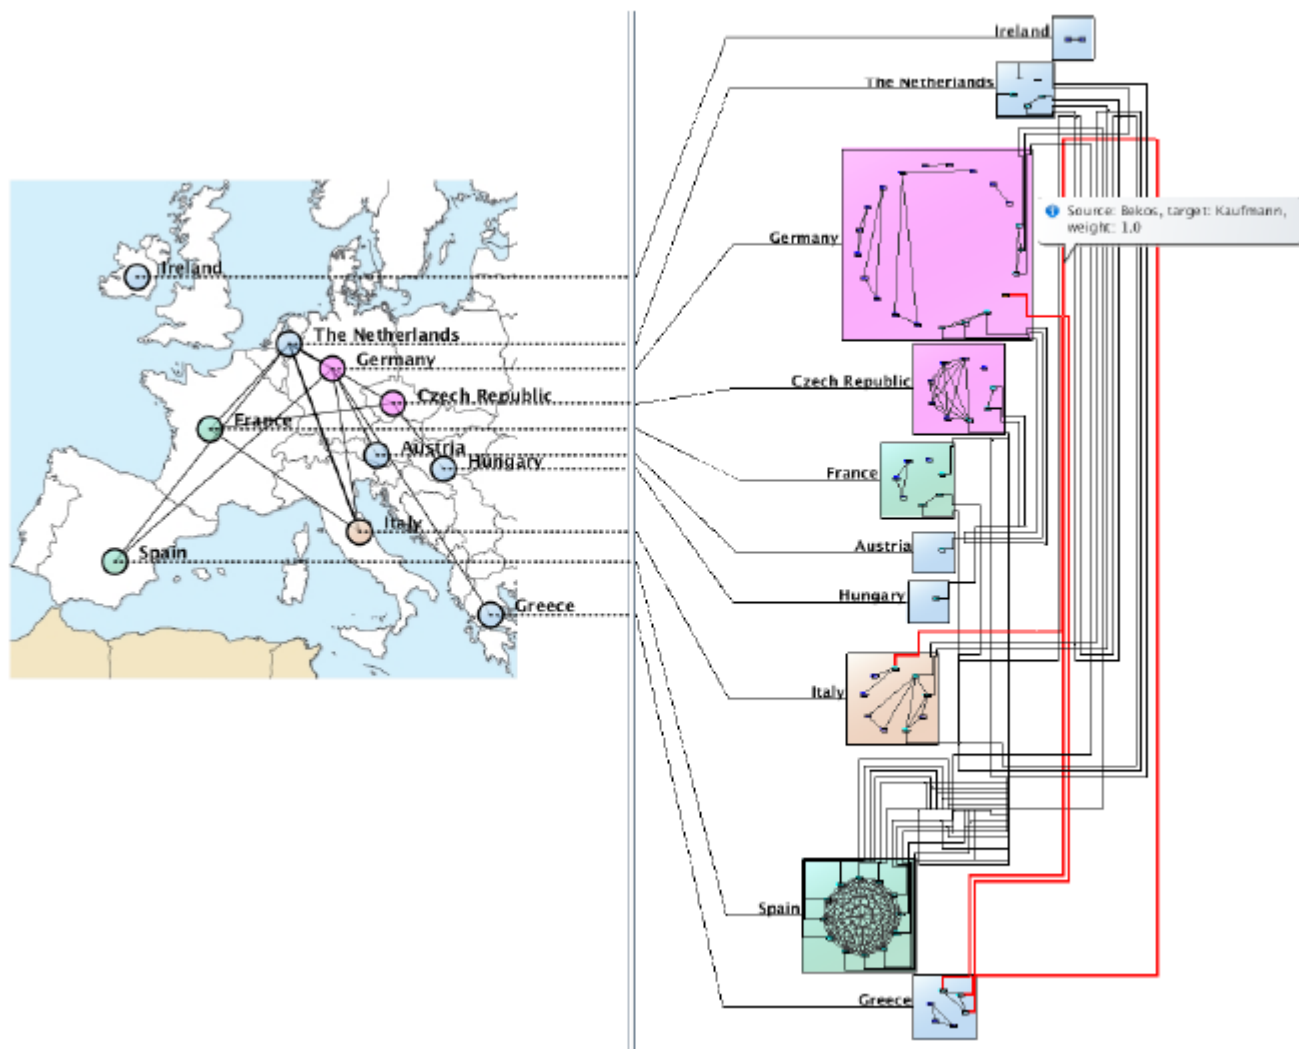 Ireland
The Netherlands
Germany
Czech Republic
France
Austria
Hungary
Italy
Spain
Greece
Ireland
The Netherlands
Germany
Source: Bekos, target: Kaufmann,
weight: 1.0
Czech Republic
France
Austria
Hungary
Italy
Spain
Greece